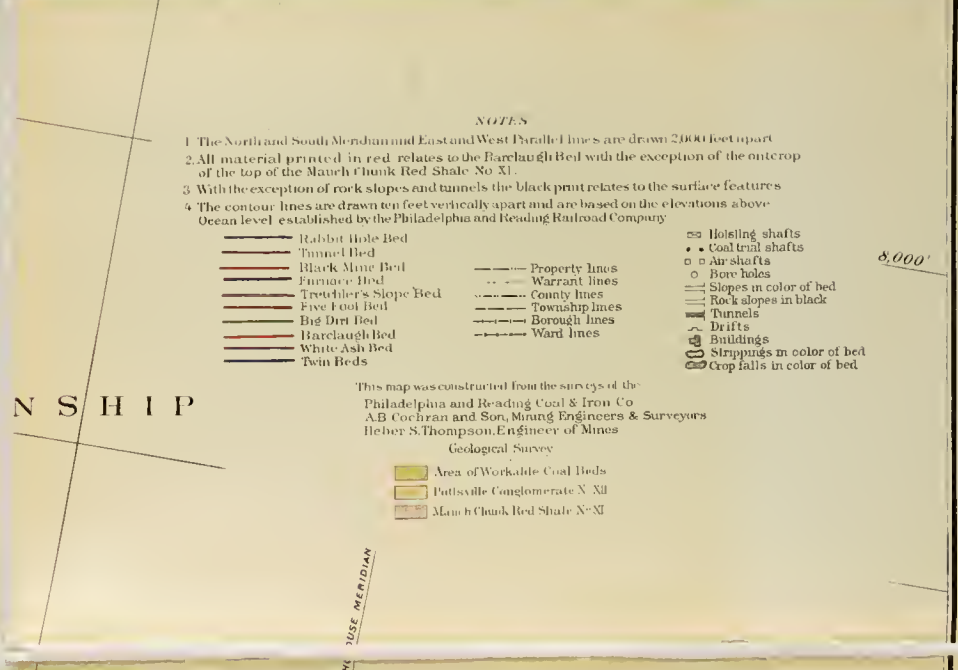 NOTES
1 The North and South Meridian and East and West Parallel lines are drawn 2,000 feet apart
2. All material printed in red relates to the Barclaugh Bed with the exception of the outcrop
of the top of the Mauch Chunk Red Shale No XI.
3 With the exception of rock slopes and tunnels the black print relates to the surface features
4 The contour lines are drawn ten feet vertically apart and are based on the elevations above
Ocean level established by the Philadelphia and Reading Railroad Company
Rabbit Hole Bed
Tunnel Bed
Black Mine Bed
Furnace Bed
Tretchler's Slope Bed
Five Foot Bed
Big Dirt Bed
Barclaugh Bed
White Ash Bed
Twin Beds
Property lines
Warrant lines
County lines
Township lines
Borough lines
Ward lines
Hoisting shafts
Coal trial shafts
Air shafts
Bore holes
Slopes in color of bed
Rock slopes in black
Tunnels
Drifts
Buildings
Strippings in color of bed
Crop falls in color of bed
8,000'
NSHIP
This map was constructed from the surveys of the
Philadelphia and Reading Coal & Iron Co
A.B Cochran and Son, Mining Engineers & Surveyors
Heber S. Thompson, Engineer of Mines
Geological Survey
Area of Workable Coal Beds
Pottsville Conglomerate No XII
Mauch Chunk Red Shale No XI
OUSE MERIDIAN